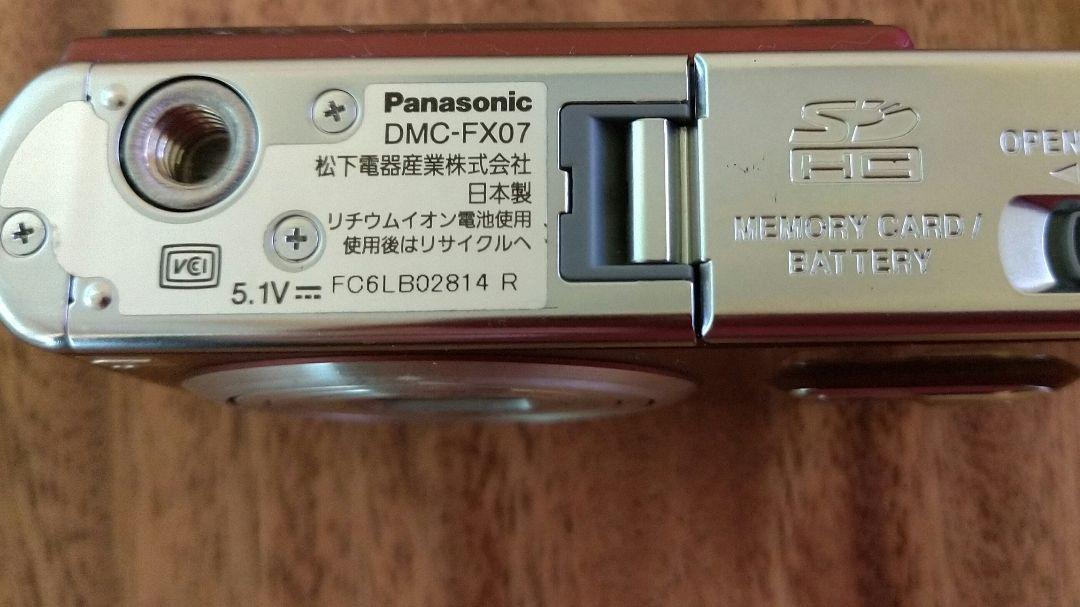 Panasonic
DMC-FX07
松下電器産業株式会社
日本製
リチウムイオン電池使用
使用後はリサイクルへ
VCI
5.1V⎓ FC6LB02814 R
SD
HC
MEMORY CARD/
BATTERY
OPEN